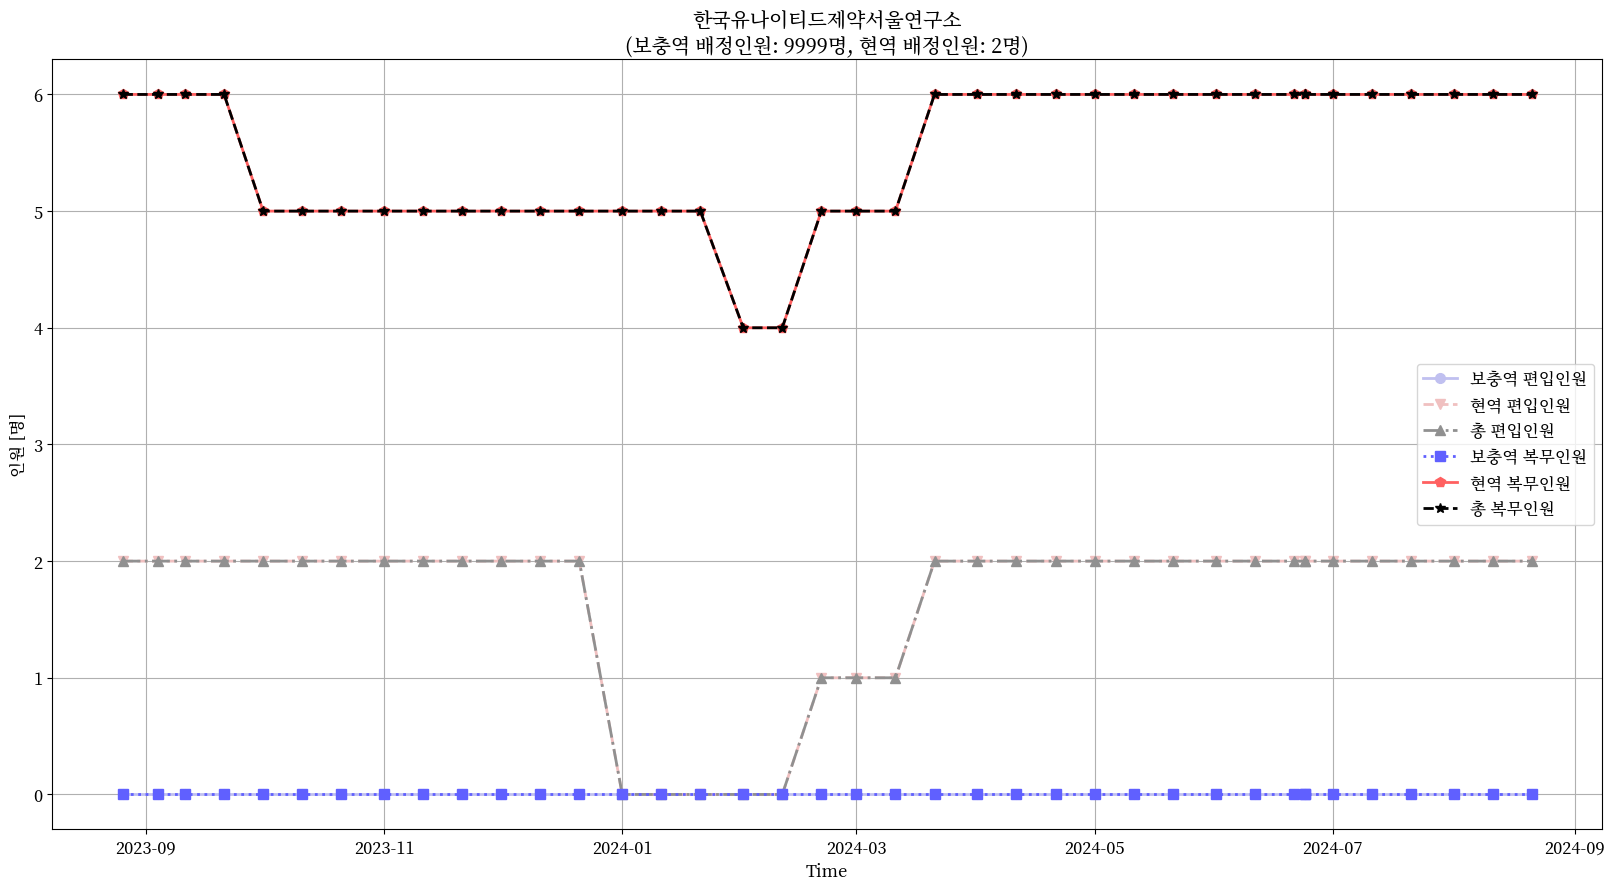 한국유나이티드제약서울연구소
(보충역 배정인원: 9999명, 현역 배정인원: 2명)
인원 [명]
6
5
4
3
2
1
0
보충역 편입인원
현역 편입인원
총 편입인원
보충역 복무인원
현역 복무인원
총 복무인원
2023-09
2023-11
2024-01
2024-03
2024-05
2024-07
2024-09
Time